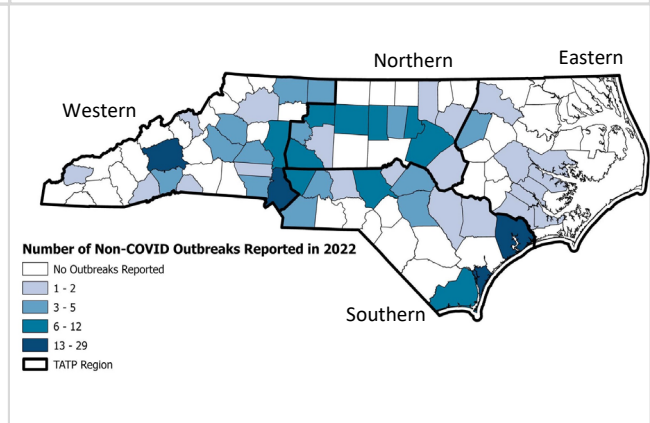 Northern
Eastern
Western
Number of Non-COVID Outbreaks Reported in 2022
No Outbreaks Reported
1 - 2
3 - 5
6 - 12
13 - 29
TATP Region
Southern